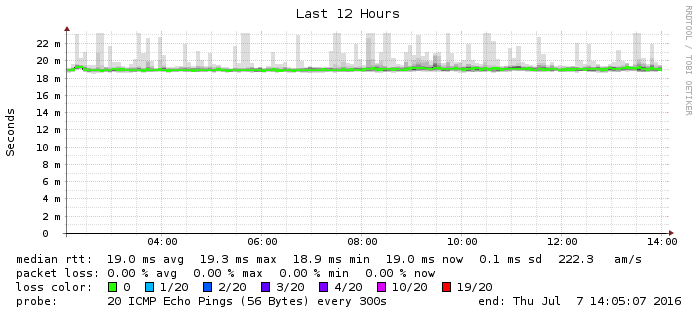 Last 12 Hours
RRDTOOL / TOBI OETIKER
Seconds
22 m
20 m
18 m
16 m
14 m
12 m
10 m
8 m
6 m
4 m
2 m
0
04:00 06:00 08:00 10:00 12:00 14:00
median rtt: 19.0 ms avg 19.3 ms max 18.9 ms min 19.0 ms now 0.1 ms sd 222.3 am/s
packet loss: 0.00 % avg 0.00 % max 0.00 % min 0.00 % now
loss color: 0 1/20 2/20 3/20 4/20 10/20 19/20
probe: 20 ICMP Echo Pings (56 Bytes) every 300s end: Thu Jul 7 14:05:07 2016